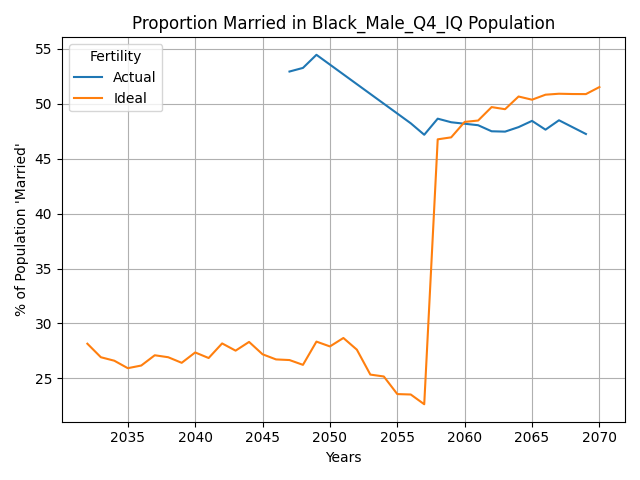 Proportion Married in Black_Male_Q4_IQ Population
Fertility
Actual
Ideal
% of Population 'Married'
55
50
45
40
35
30
25
2035
2040
2045
2050
2055
2060
2065
2070
Years